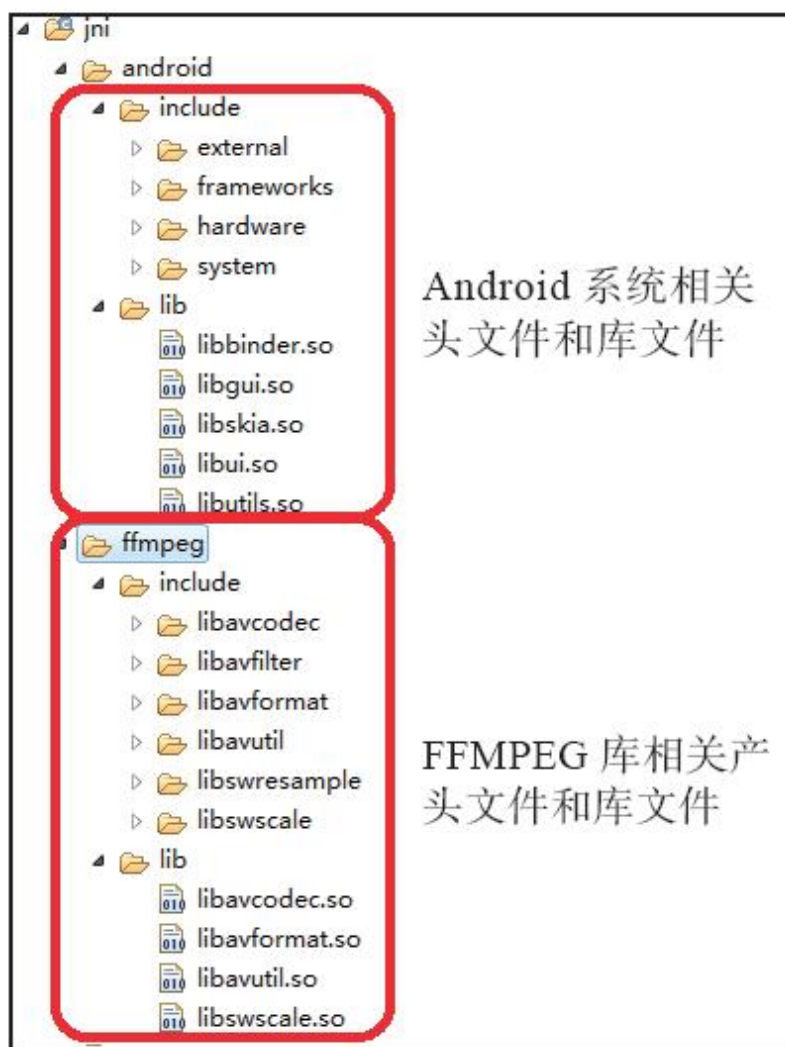 jni
android
include
external
frameworks
hardware
system
lib
libbinder.so
libgui.so
libskia.so
libui.so
libutils.so
Android 系统相关
头文件和库文件
ffmpeg
include
libavcodec
libavfilter
libavformat
libavutil
libswresample
libswscale
lib
libavcodec.so
libavformat.so
libavutil.so
libswscale.so
FFMPEG 库相关产
头文件和库文件